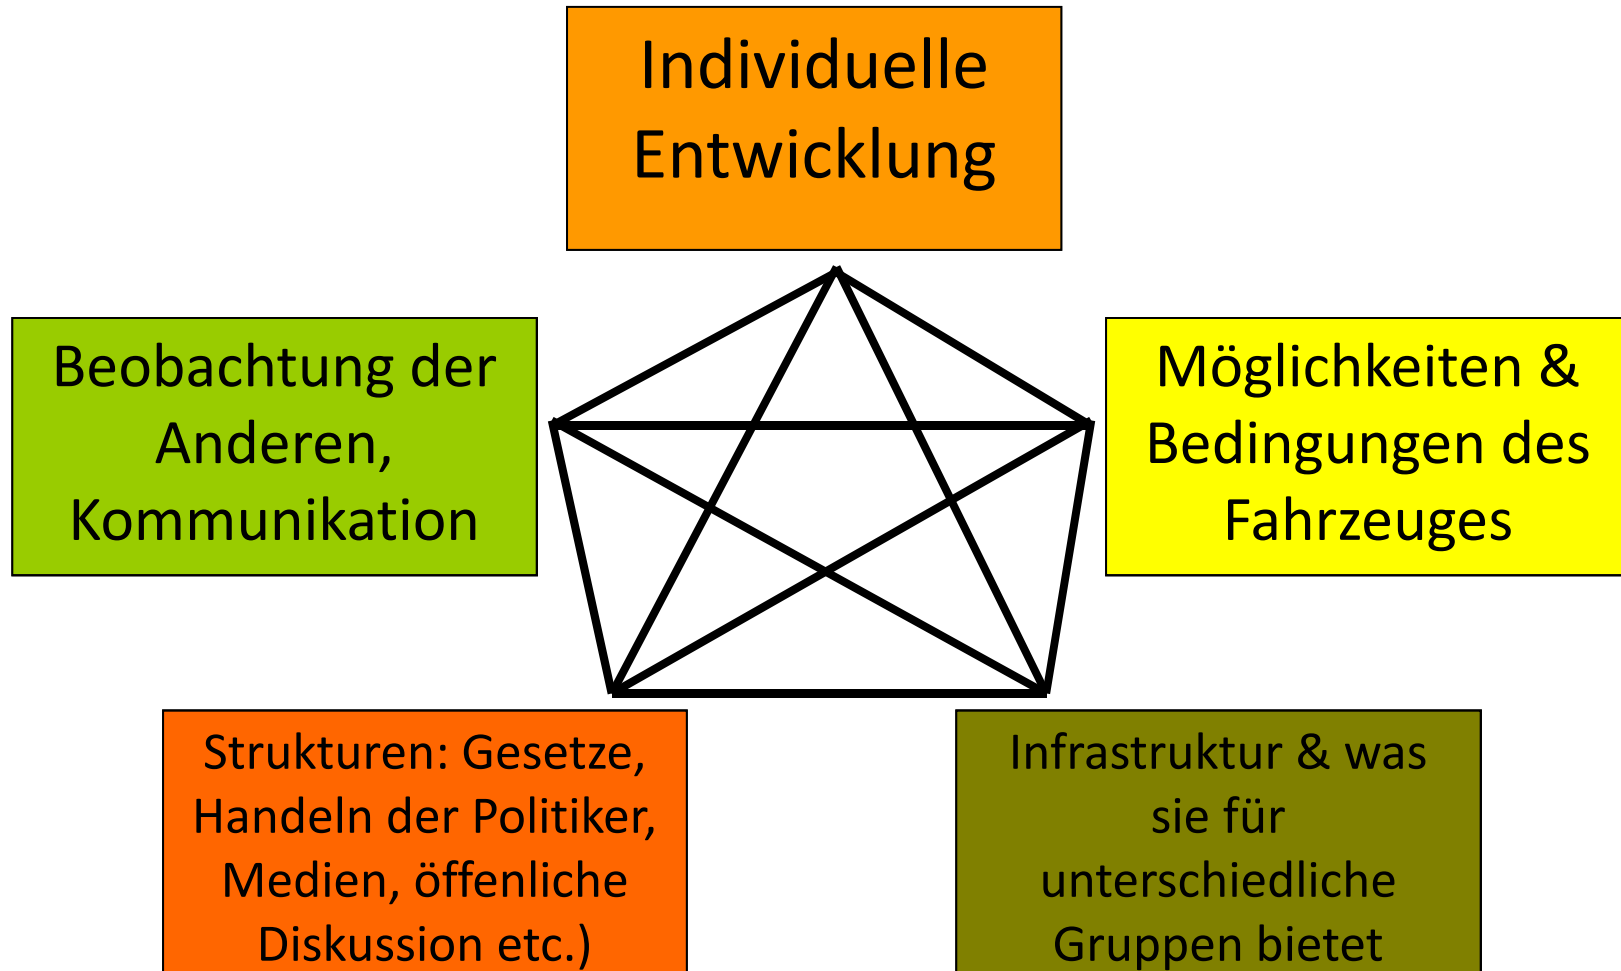 Individuelle
Entwicklung
Beobachtung der
Anderen,
Kommunikation
Möglichkeiten &
Bedingungen des
Fahrzeuges
Strukturen: Gesetze,
Handeln der Politiker,
Medien, öffenliche
Diskussion etc.)
Infrastruktur & was
sie für
unterschiedliche
Gruppen bietet